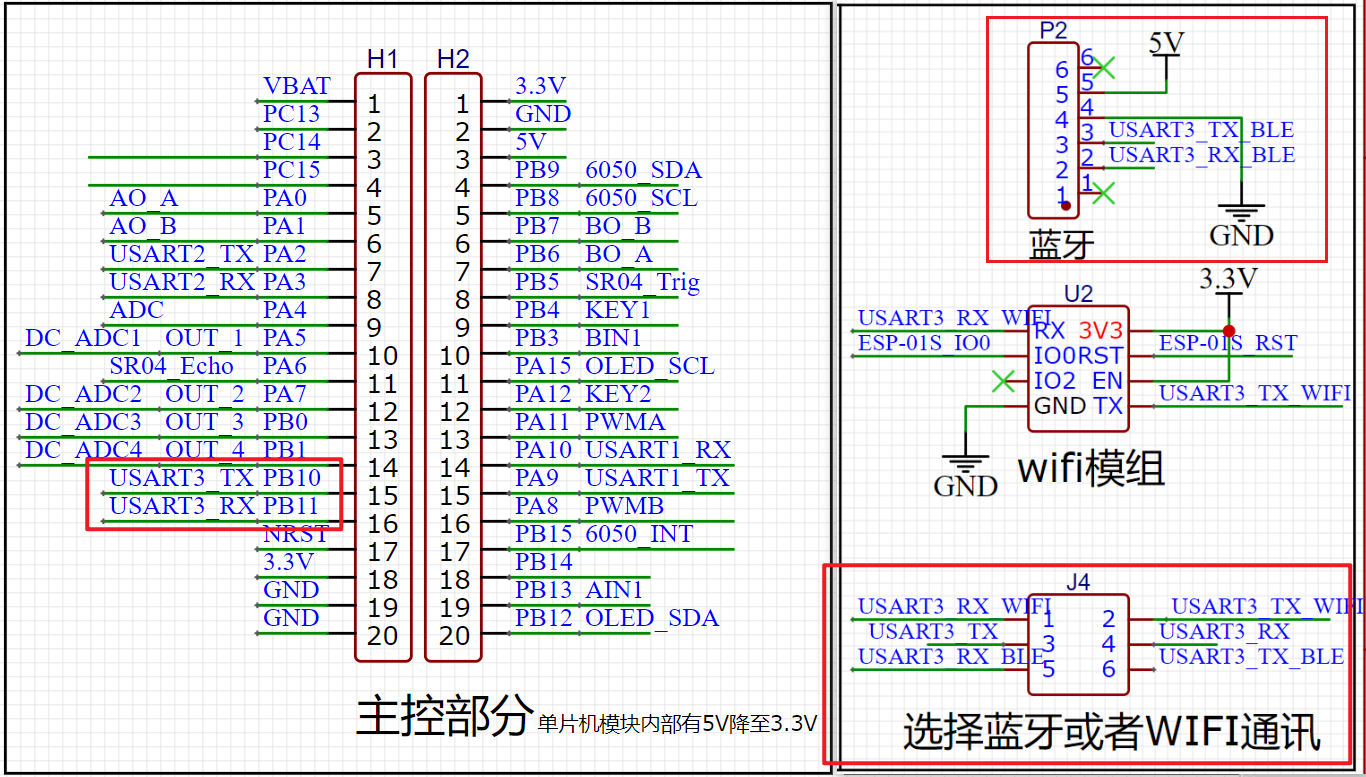 H1 H2
VBAT 1 1 3.3V
PC13 2 2 GND
PC14 3 3 5V
PC15 4 4 PB9 6050_SDA
AO_A PA0 5 5 PB8 6050_SCL
AO_B PA1 6 6 PB7 BO_B
USART2_TX PA2 7 7 PB6 BO_A
USART2_RX PA3 8 8 PB5 SR04_Trig
ADC PA4 9 9 PB4 KEY1
DC_ADC1 OUT_1 PA5 10 10 PB3 BIN1
SR04_Echo PA6 11 11 PA15 OLED_SCL
DC_ADC2 OUT_2 PA7 12 12 PA12 KEY2
DC_ADC3 OUT_3 PB0 13 13 PA11 PWMA
DC_ADC4 OUT_4 PB1 14 14 PA10 USART1_RX
USART3_TX PB10 15 15 PA9 USART1_TX
USART3_RX PB11 16 16 PA8 PWMB
NRST 17 17 PB15 6050_INT
3.3V 18 18 PB14
GND 19 19 PB13 AIN1
GND 20 20 PB12 OLED_SDA
主控部分 单片机模块内部有5V降至3.3V
P2
5V
6 6
5 5
4 4
3 3 USART3_TX_BLE
2 2 USART3_RX_BLE
1 1
GND
蓝牙
3.3V
U2
USART3_RX_WIFI RX 3V3
ESP-01S_IO0 IO0 RST ESP-01S_RST
IO2 EN
GND TX USART3_TX_WIFI
GND
wifi模组
J4
USART3_RX_WIFI 1 2 USART3_TX_WIFI
USART3_TX 3 4 USART3_RX
USART3_RX_BLE 5 6 USART3_TX_BLE
选择蓝牙或者WIFI通讯